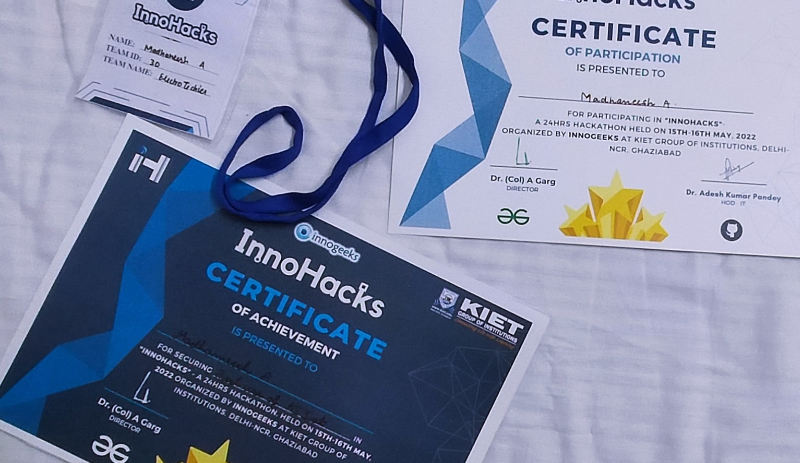 InnoHacks
NAME: Madhaneesh A
TEAM ID: 30
TEAM NAME: ElectroTechies
InnoHacks
CERTIFICATE
OF PARTICIPATION
IS PRESENTED TO
Madhaneesh A.
FOR PARTICIPATING IN "INNOHACKS"-
A 24HRS HACKATHON HELD ON 15TH-16TH MAY, 2022
ORGANIZED BY INNOGEEKS AT KIET GROUP OF INSTITUTIONS, DELHI-
NCR, GHAZIABAD
Dr. (Col) A Garg
DIRECTOR
Dr. Adesh Kumar Pandey
HOD - IT
iH
innogeeks
InnoHacks
CERTIFICATE
OF ACHIEVEMENT
IS PRESENTED TO
KIET
GROUP OF INSTITUTIONS
Madhaneesh A
FOR SECURING IN
"INNOHACKS" - A 24HRS HACKATHON, HELD ON 15TH-16TH MAY,
2022 ORGANIZED BY INNOGEEKS AT KIET GROUP OF
INSTITUTIONS, DELHI-NCR, GHAZIABAD
Dr. (Col) A Garg
DIRECTOR